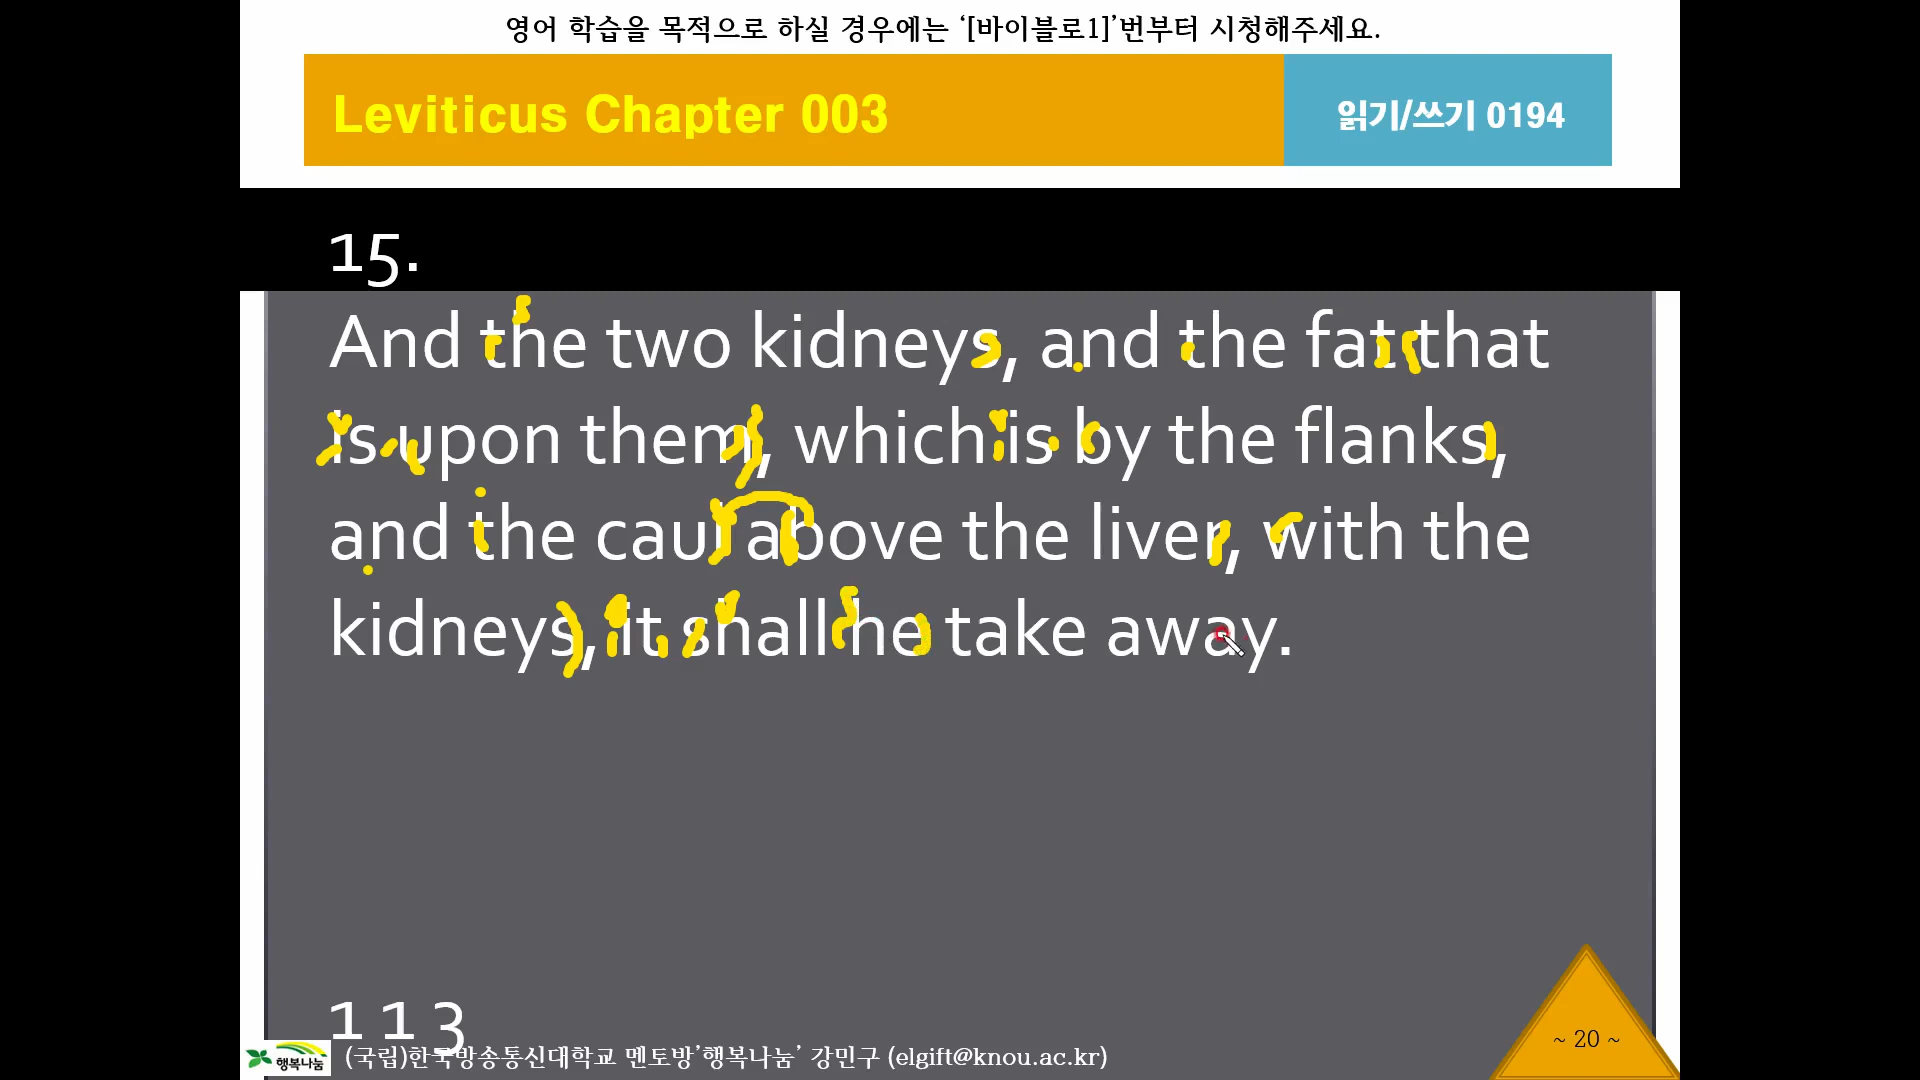 영어 학습을 목적으로 하실 경우에는 ‘[바이블로1]’번부터 시청해주세요.
Leviticus Chapter 003
읽기/쓰기 0194
15.
And the two kidneys, and the fat that
is upon them, which is by the flanks,
and the caul above the liver, with the
kidneys, it shall he take away.
1 1 3
행복나눔
(국립)한국방송통신대학교 멘토방’행복나눔’ 강민구 (elgift@knou.ac.kr)
~ 20 ~